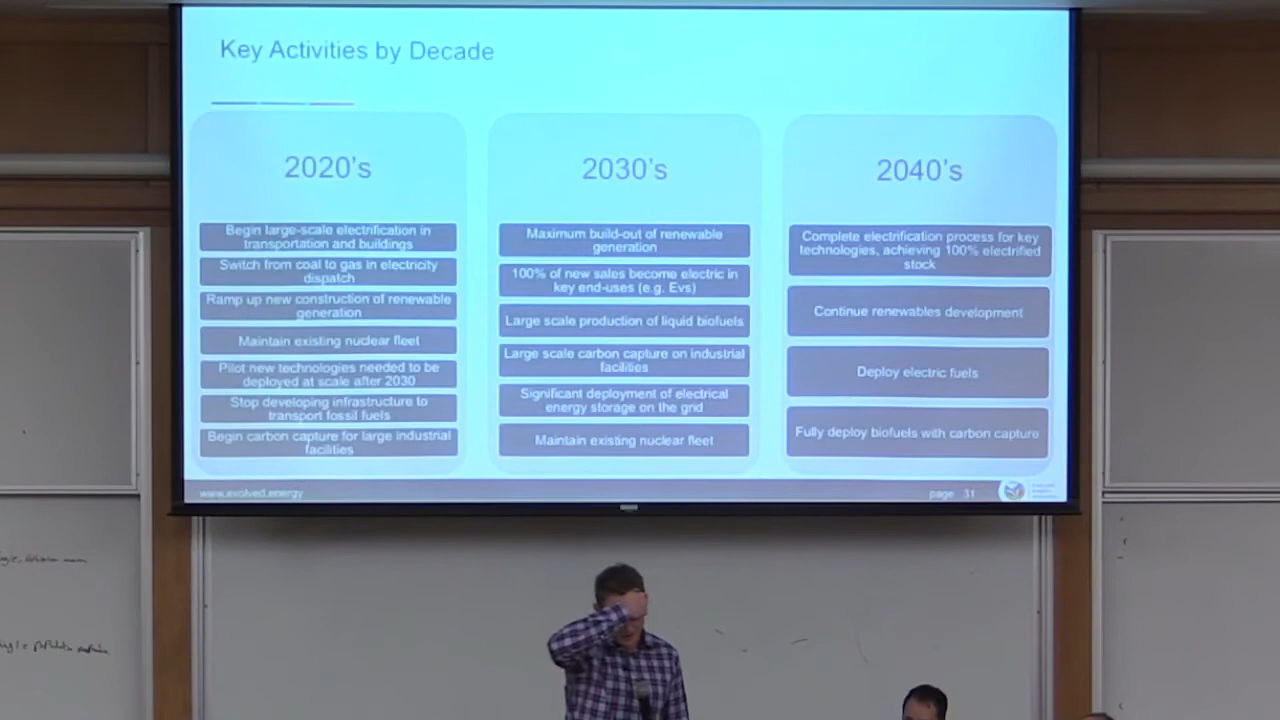 Key Activities by Decade
2020's
Begin large-scale electrification in
transportation and buildings
Switch from coal to gas in electricity
dispatch
Ramp up new construction of renewable
generation
Maintain existing nuclear fleet
Pilot new technologies needed to be
deployed at scale after 2030
Stop developing infrastructure to
transport fossil fuels
Begin carbon capture for large industrial
facilities
2030's
Maximum build-out of renewable
generation
100% of new sales become electric in
key end-uses (e.g. Evs)
Large scale production of liquid biofuels
Large scale carbon capture on industrial
facilities
Significant deployment of electrical
energy storage on the grid
Maintain existing nuclear fleet
2040's
Complete electrification process for key
technologies, achieving 100% electrified
stock
Continue renewables development
Deploy electric fuels
Fully deploy biofuels with carbon capture
www.evolved.energy
page 31